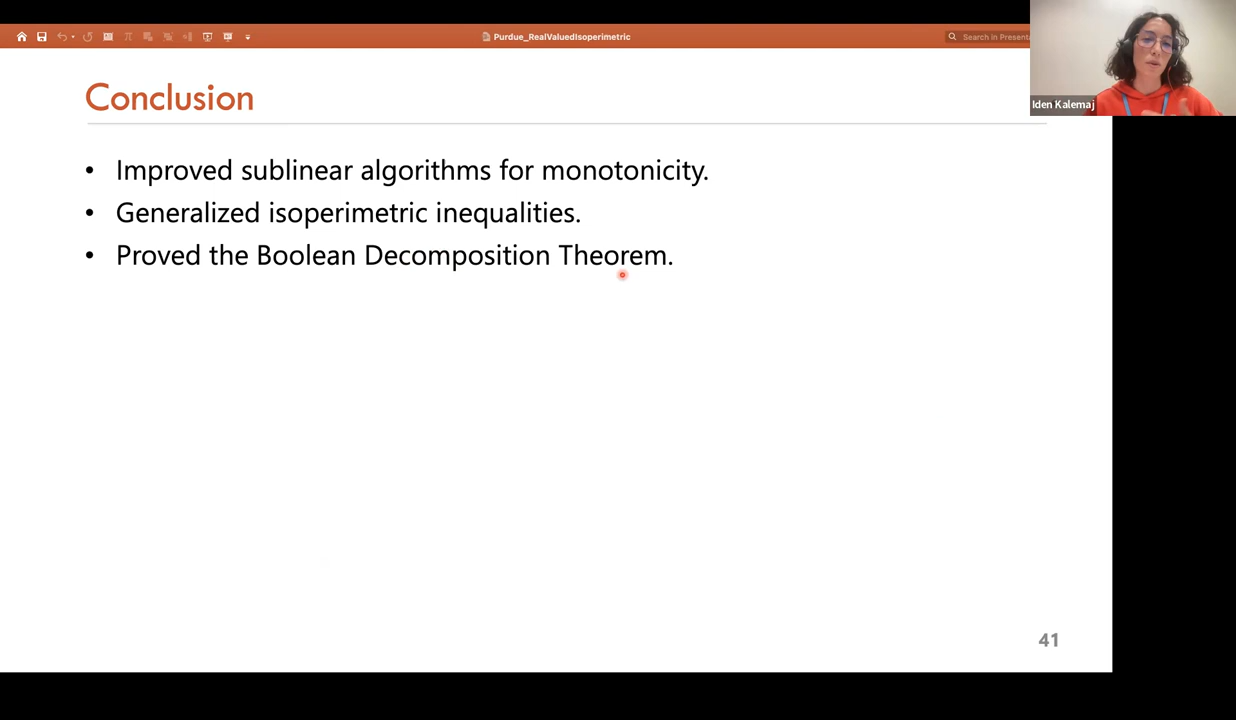 Purdue_RealValuedIsoperimetric
Search in Presenta
Iden Kalemaj
Conclusion
• Improved sublinear algorithms for monotonicity.
• Generalized isoperimetric inequalities.
• Proved the Boolean Decomposition Theorem.
41